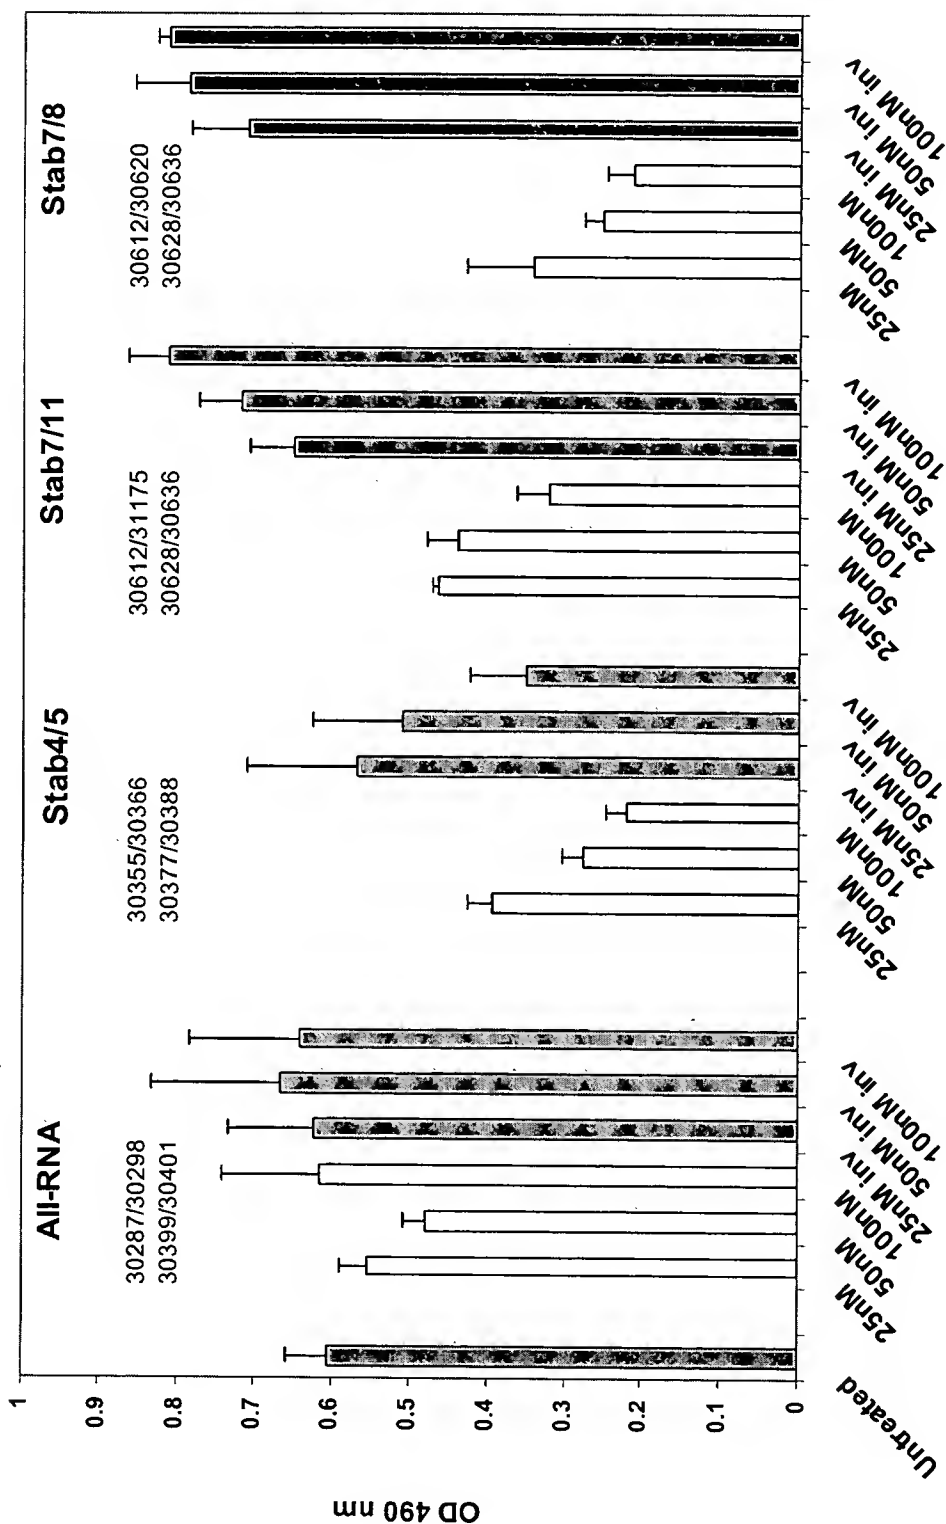 All-RNA
Stab4/5
Stab7/11
Stab7/8
30287/30298
30399/30401
30355/30366
30377/30388
30612/31175
30628/30636
30612/30620
30628/30636
OD 490 nm
1
0.9
0.8
0.7
0.6
0.5
0.4
0.3
0.2
0.1
0
Untreated
25nM
50nM
100nM
25nM inv
50nM inv
100nM inv
25nM
50nM
100nM
25nM inv
50nM inv
100nM inv
25nM
50nM
100nM
25nM inv
50nM inv
100nM inv
25nM
50nM
100nM
25nM inv
50nM inv
100nM inv